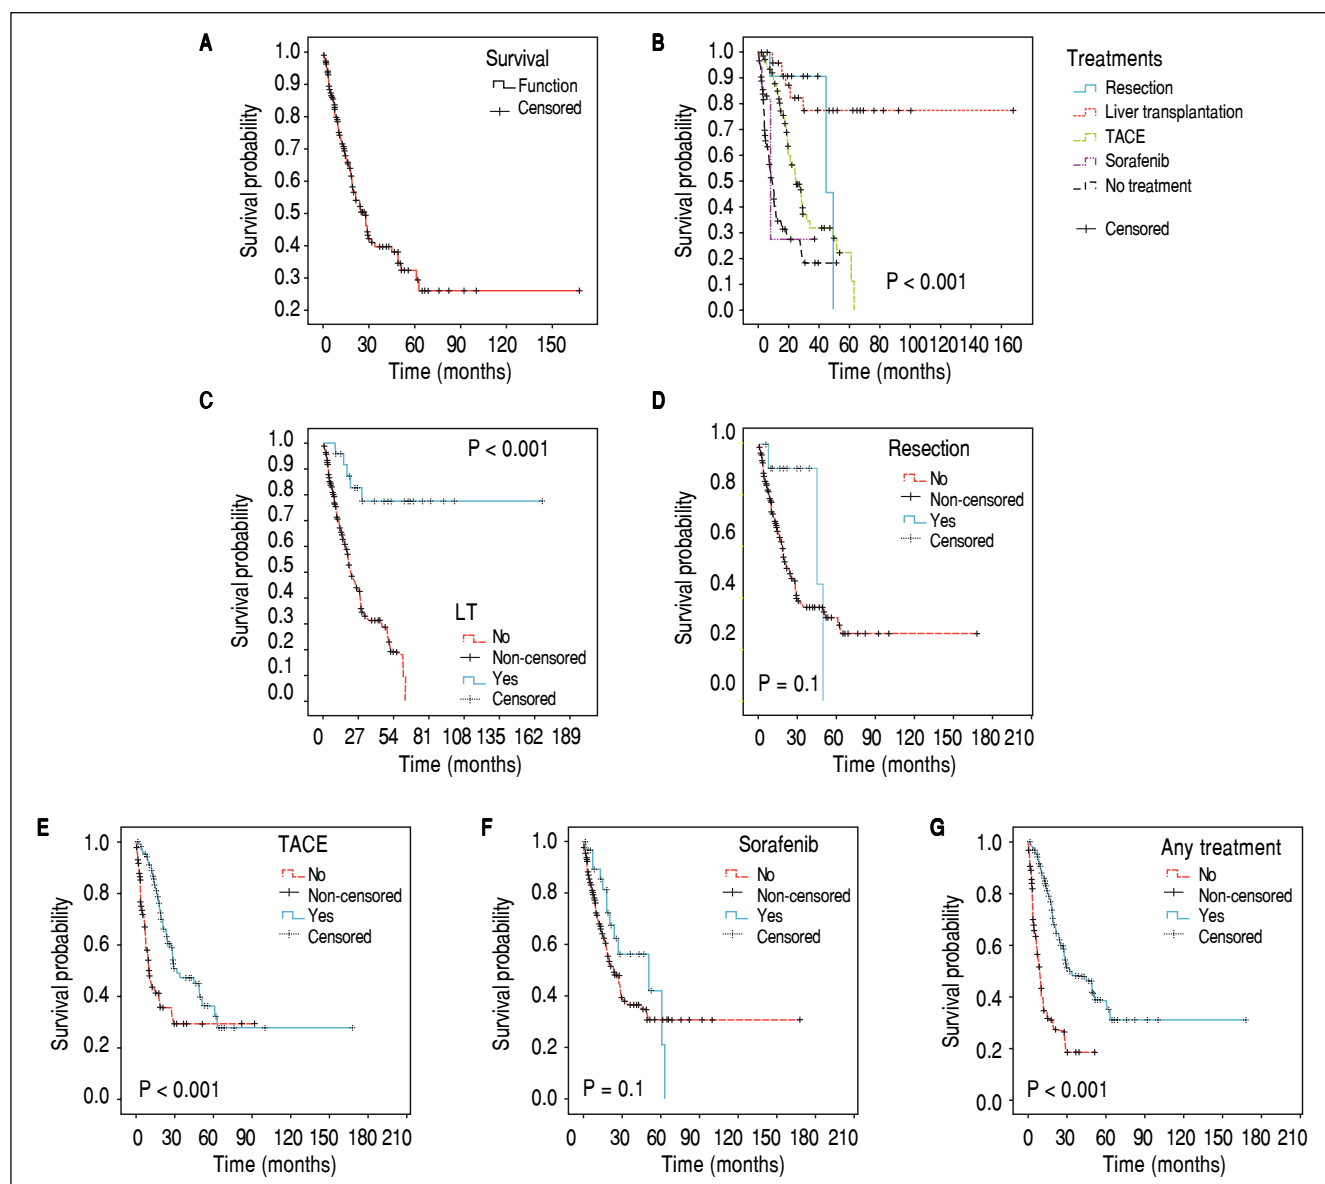 A
Survival
Function
Censored
1.0
0.9
0.8
0.7
0.6
0.5
0.4
0.3
0.2
Survival probability
0 30 60 90 120 150
Time (months)
B
Treatments
Resection
Liver transplantation
TACE
Sorafenib
No treatment
Censored
1.0
0.9
0.8
0.7
0.6
0.5
0.4
0.3
0.2
0.1
0.0
Survival probability
P < 0.001
0 20 40 60 80 100 120 140 160
Time (months)
C
P < 0.001
1.0
0.9
0.8
0.7
0.6
0.5
0.4
0.3
0.2
0.1
0.0
Survival probability
LT
No
Non-censored
Yes
Censored
0 27 54 81 108 135 162 189
Time (months)
D
Resection
No
Non-censored
Yes
Censored
1.0
0.8
0.6
0.4
0.2
0.0
Survival probability
P = 0.1
0 30 60 90 120 150 180 210
Time (months)
E
TACE
No
Non-censored
Yes
Censored
1.0
0.8
0.6
0.4
0.2
0.0
Survival probability
P < 0.001
0 30 60 90 120 150 180 210
Time (months)
F
Sorafenib
No
Non-censored
Yes
Censored
1.0
0.8
0.6
0.4
0.2
0.0
Survival probability
P = 0.1
0 30 60 90 120 150 180 210
Time (months)
G
Any treatment
No
Non-censored
Yes
Censored
1.0
0.8
0.6
0.4
0.2
0.0
Survival probability
P < 0.001
0 30 60 90 120 150 180 210
Time (months)